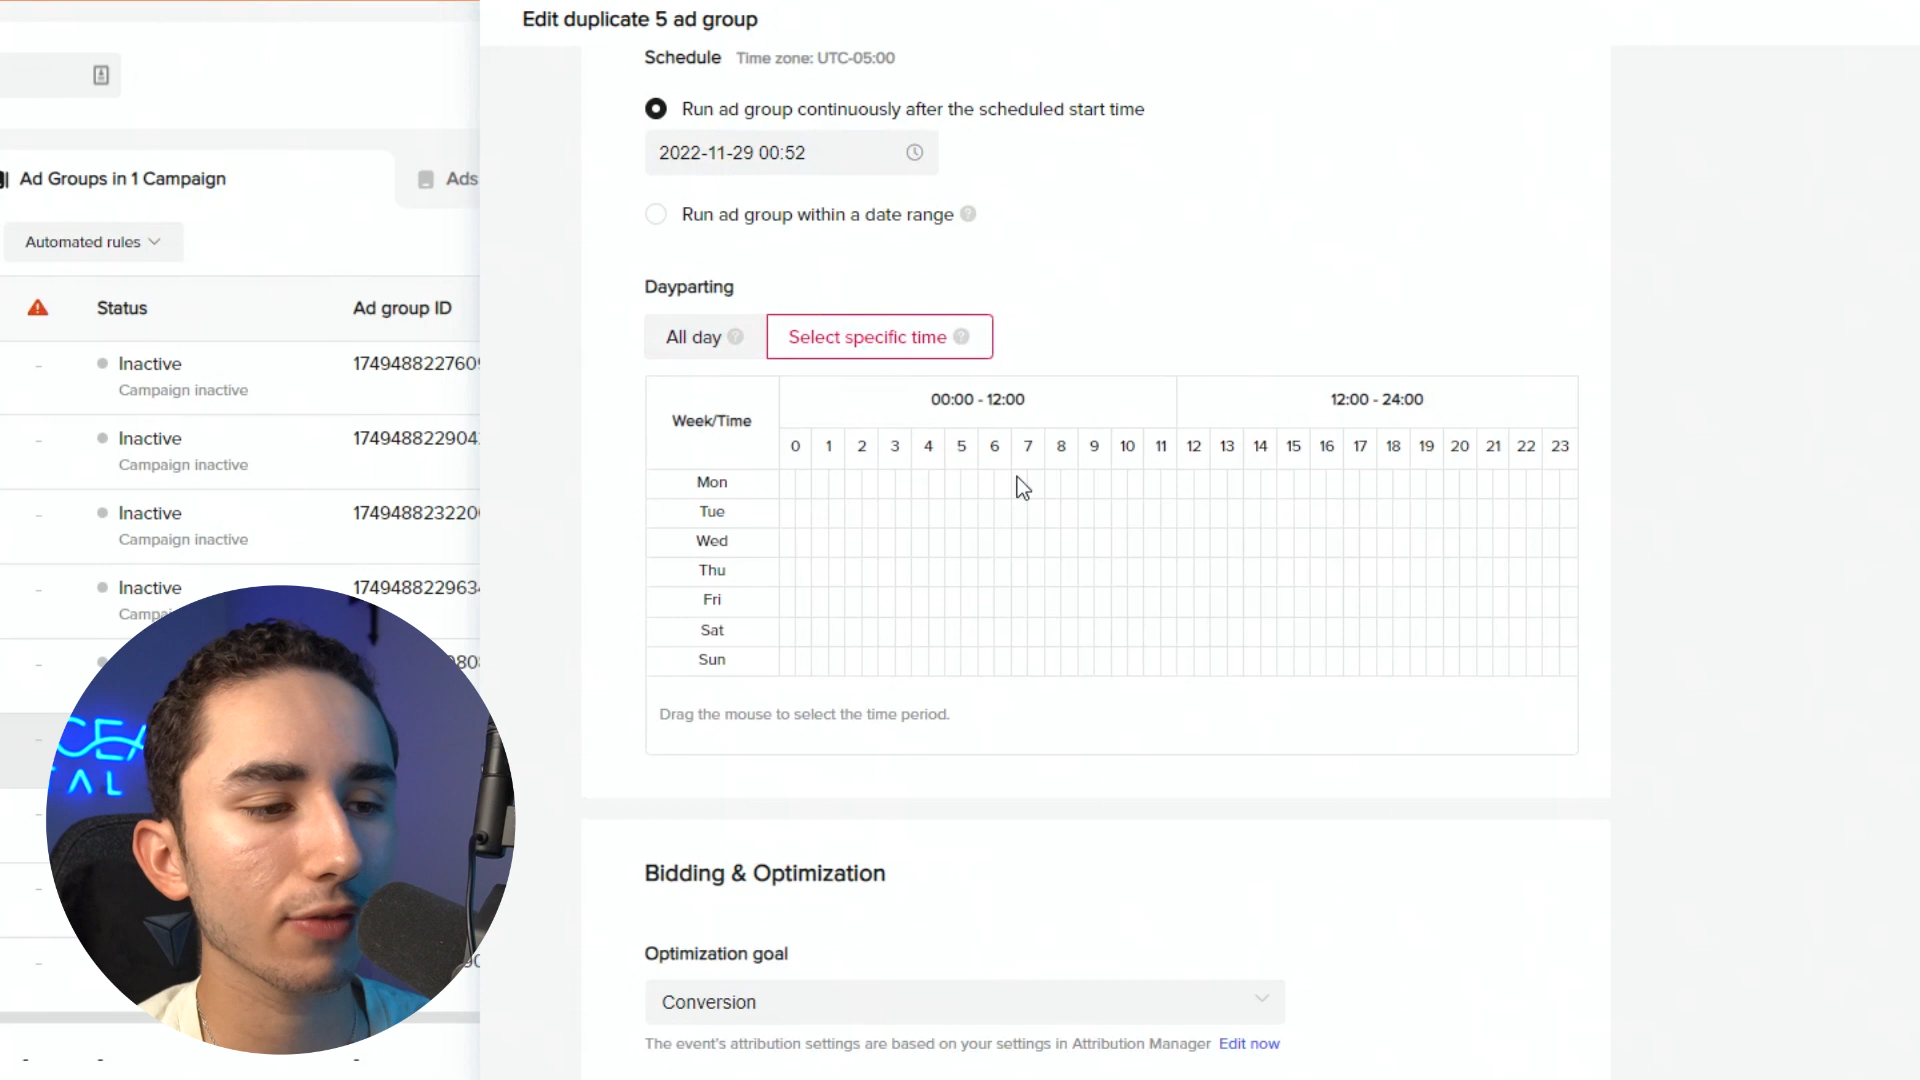 Edit duplicate 5 ad group
Schedule Time zone: UTC-05:00
Run ad group continuously after the scheduled start time
2022-11-29 00:52
Run ad group within a date range
Dayparting
All day Select specific time
Week/Time 00:00 - 12:00 12:00 - 24:00
0 1 2 3 4 5 6 7 8 9 10 11 12 13 14 15 16 17 18 19 20 21 22 23
Mon
Tue
Wed
Thu
Fri
Sat
Sun
Drag the mouse to select the time period.
Bidding & Optimization
Optimization goal
Conversion
The event's attribution settings are based on your settings in Attribution Manager Edit now
Ad Groups in 1 Campaign Ads
Automated rules
Status Ad group ID
Inactive 174948822760
Campaign inactive
Inactive 174948822904
Campaign inactive
Inactive 174948823220
Campaign inactive
Inactive 174948822963